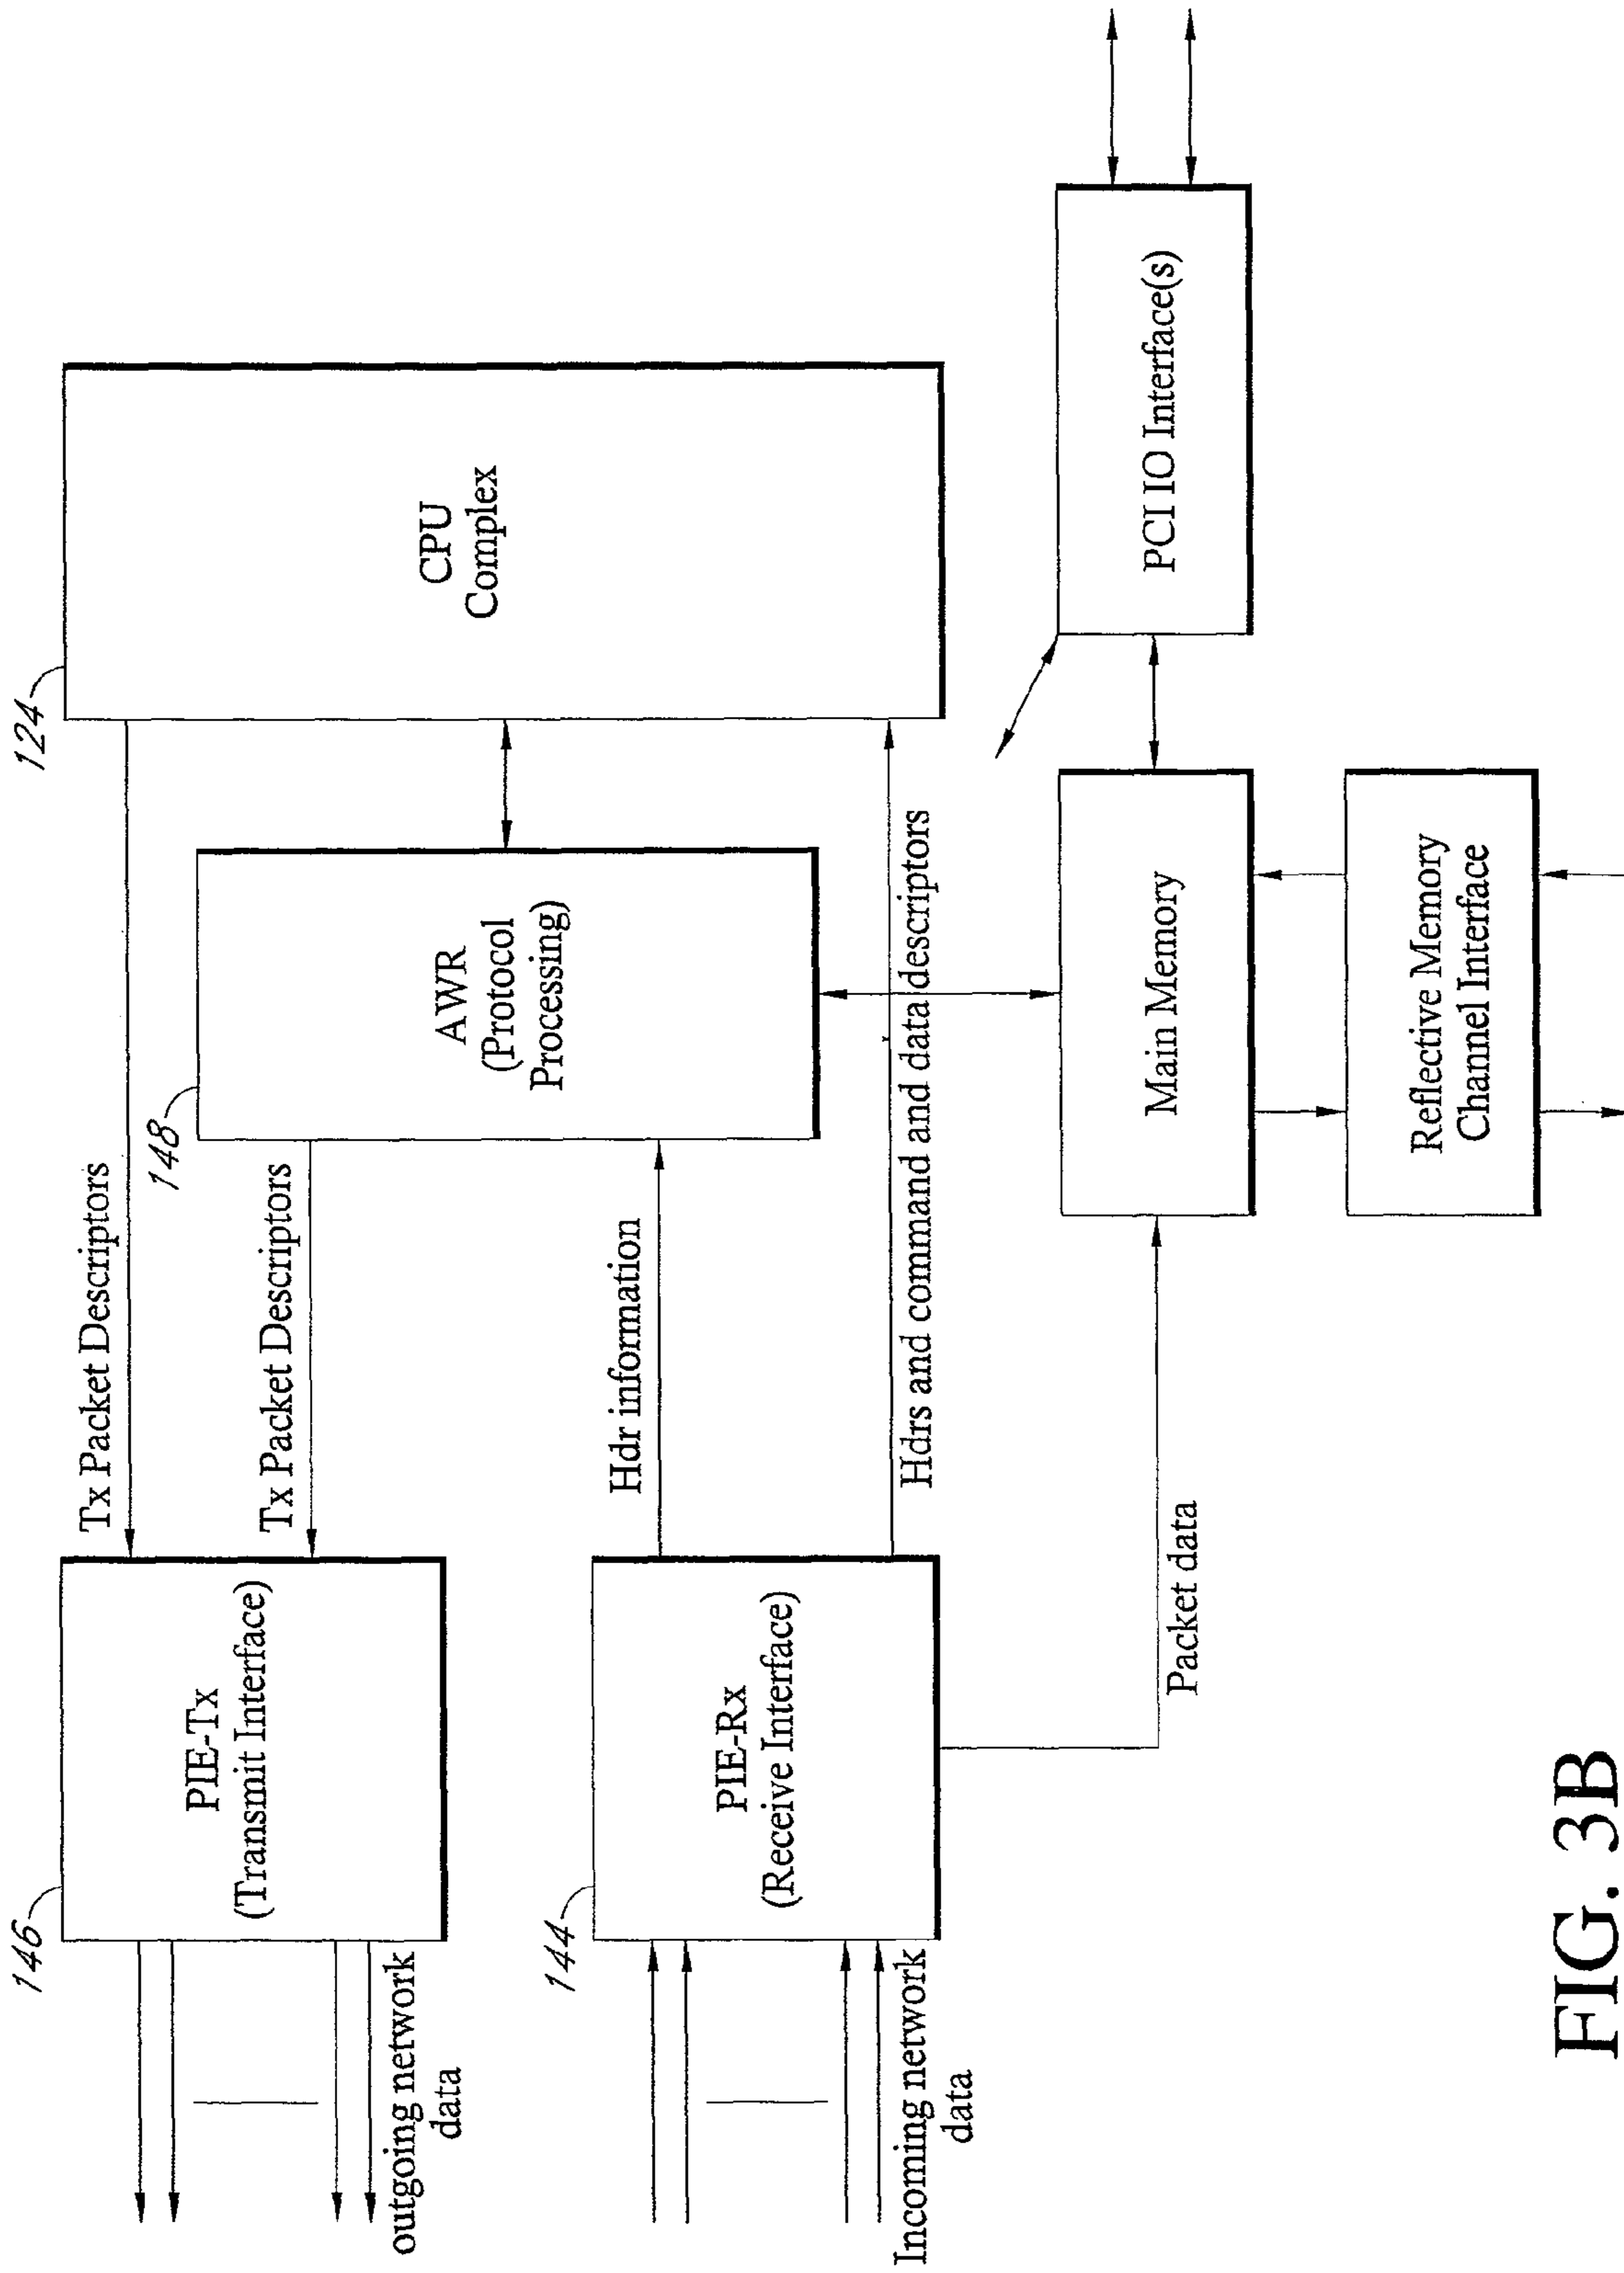 124
CPU
Complex
Tx Packet Descriptors
148
Tx Packet Descriptors
AWR
(Protocol
Processing)
Hdr information
Hdrs and command and data descriptors
146
PIE-Tx
(Transmit Interface)
outgoing network
data
144
PIE-Rx
(Receive Interface)
Incoming network
data
Packet data
Main Memory
PCI IO Interface(s)
Reflective Memory
Channel Interface
FIG. 3B